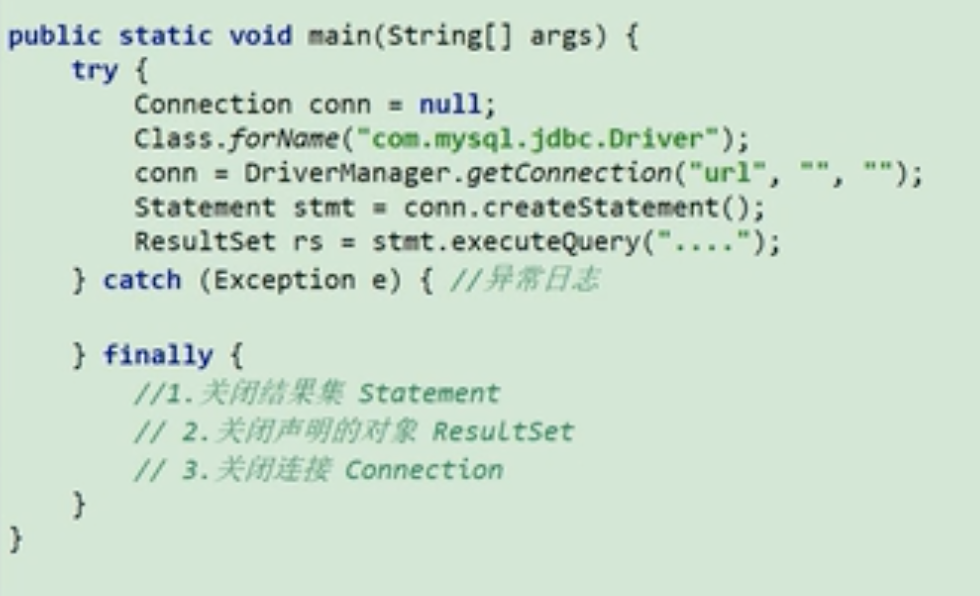 public static void main(String[] args) {
    try {
        Connection conn = null;
        Class.forName("com.mysql.jdbc.Driver");
        conn = DriverManager.getConnection("url", "", "");
        Statement stmt = conn.createStatement();
        ResultSet rs = stmt.executeQuery("....");
    } catch (Exception e) { //异常日志
    } finally {
        //1.关闭结果集 Statement
        // 2.关闭声明的对象 ResultSet
        // 3.关闭连接 Connection
    }
}